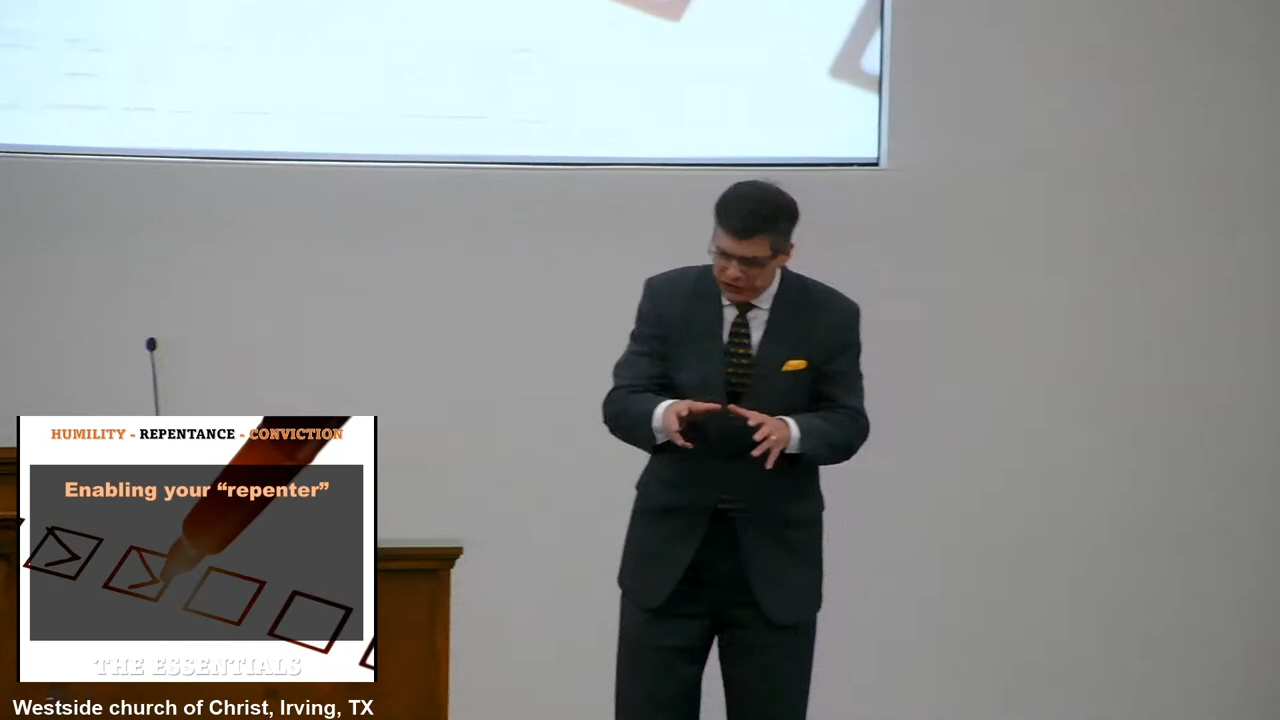 HUMILITY - REPENTANCE - CONVICTION
Enabling your “repenter”
THE ESSENTIALS
Westside church of Christ, Irving, TX